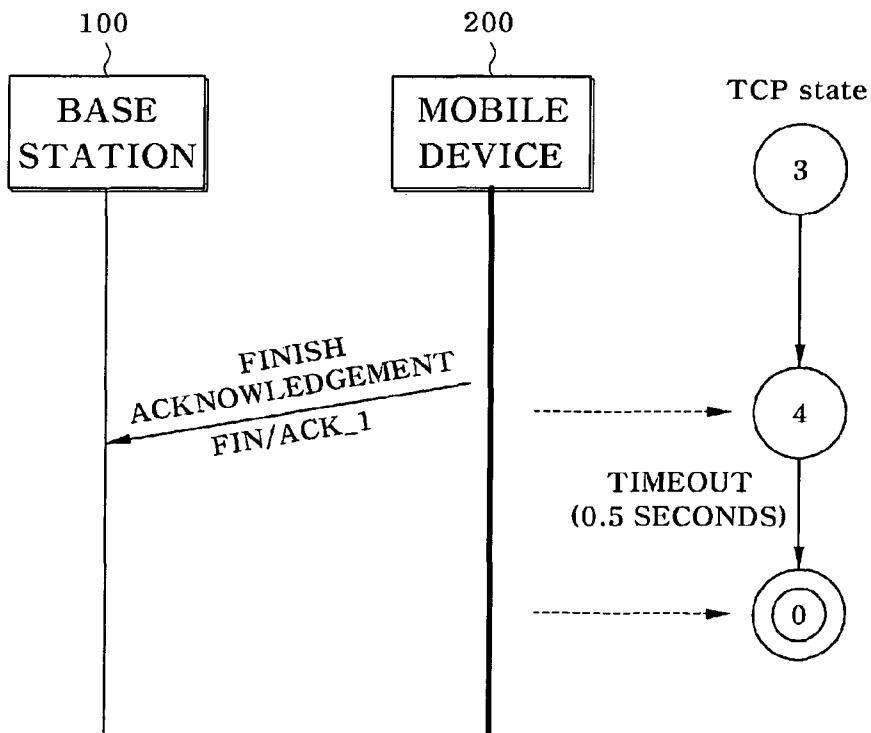 100
200
BASE
STATION
MOBILE
DEVICE
TCP state
3
FINISH
ACKNOWLEDGEMENT
FIN/ACK_1
4
TIMEOUT
(0.5 SECONDS)
0